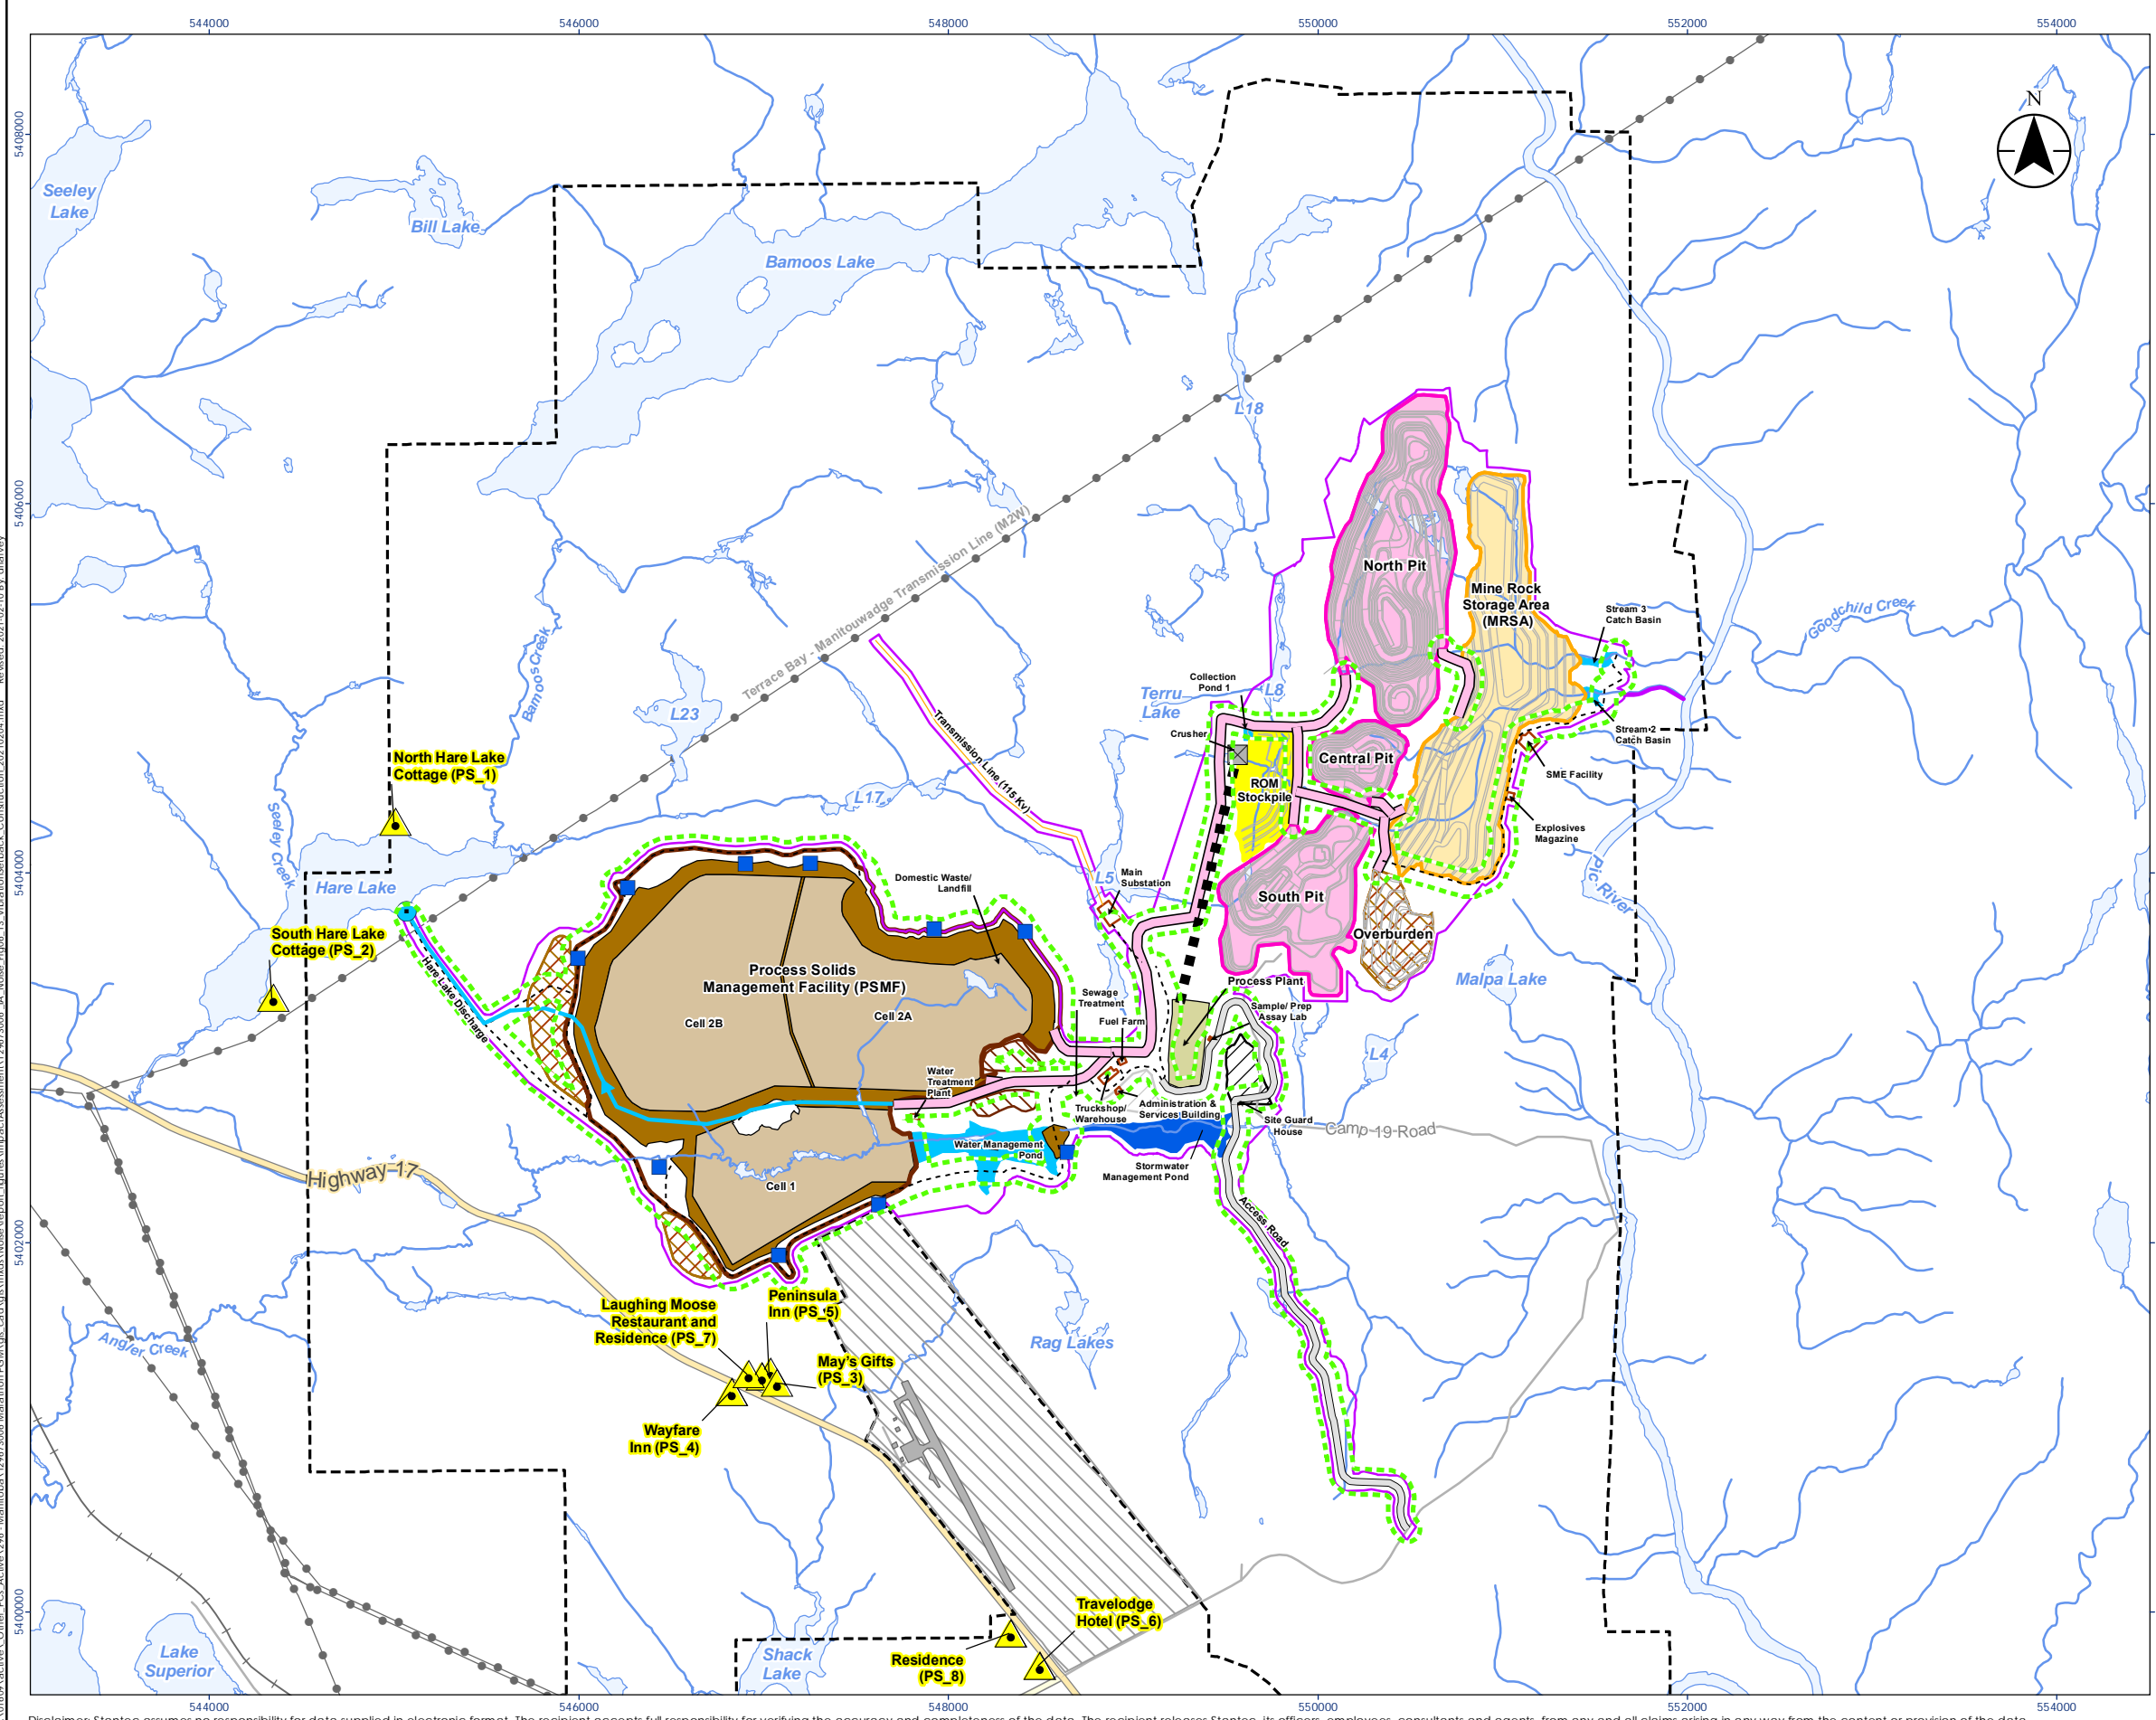 544000
546000
548000
550000
552000
554000
5408000
5406000
5404000
5402000
5400000
N
Seeley
Lake
Bill Lake
Bamoos Lake
L18
Terrace Bay - Manitouwadge Transmission Line (M2W)
North Pit
Mine Rock
Storage Area
(MRSA)
Stream 3
Catch Basin
Goodchild Creek
Bamoos Creek
L23
Collection
Pond 1
L8
Terru
Lake
Crusher
Transmission Line (115 Kv)
Central Pit
Stream 2
Catch Basin
SME Facility
ROM
Stockpile
North Hare Lake
Cottage (PS_1)
L17
Explosives
Magazine
Seeley Creek
Hare Lake
Domestic Waste/
Landfill
L5
Main
Substation
South Pit
Pic River
South Hare Lake
Cottage (PS_2)
Overburden
Hare Lake Discharge
Process Solids
Management Facility (PSMF)
Process Plant
Malpa Lake
Sewage
Treatment
Sample/ Prep
Assay Lab
Cell 2B
Cell 2A
Fuel Farm
L4
Water
Treatment
Plant
Truckshop/
Warehouse
Administration &
Services Building
Site Guard
House
Camp 19 Road
Water Management
Pond
Stormwater
Management Pond
Highway 17
Cell 1
Access Road
Peninsula
Inn (PS_5)
Laughing Moose
Restaurant and
Residence (PS_7)
Angler Creek
Rag Lakes
May's Gifts
(PS_3)
Wayfare
Inn (PS_4)
Travelodge
Hotel (PS_6)
Residence
(PS_8)
Lake
Superior
Shack
Lake
544000
546000
548000
550000
552000
554000